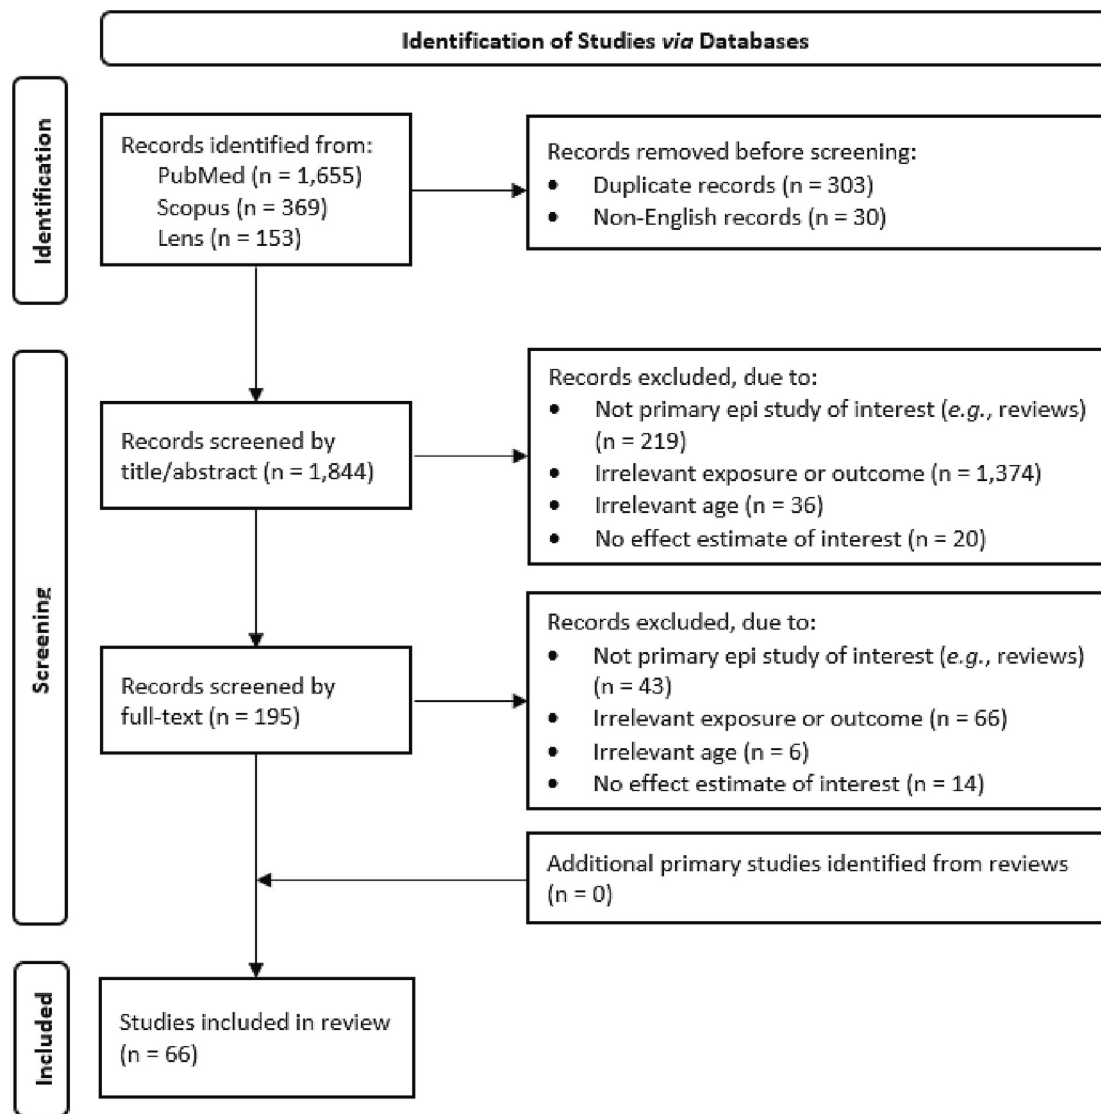 Identification of Studies via Databases
Identification
Records identified from:
PubMed (n = 1,655)
Scopus (n = 369)
Lens (n = 153)
Records removed before screening:
• Duplicate records (n = 303)
• Non-English records (n = 30)
Screening
Records screened by
title/abstract (n = 1,844)
Records excluded, due to:
• Not primary epi study of interest (e.g., reviews)
(n = 219)
• Irrelevant exposure or outcome (n = 1,374)
• Irrelevant age (n = 36)
• No effect estimate of interest (n = 20)
Records screened by
full-text (n = 195)
Records excluded, due to:
• Not primary epi study of interest (e.g., reviews)
(n = 43)
• Irrelevant exposure or outcome (n = 66)
• Irrelevant age (n = 6)
• No effect estimate of interest (n = 14)
Additional primary studies identified from reviews
(n = 0)
Included
Studies included in review
(n = 66)